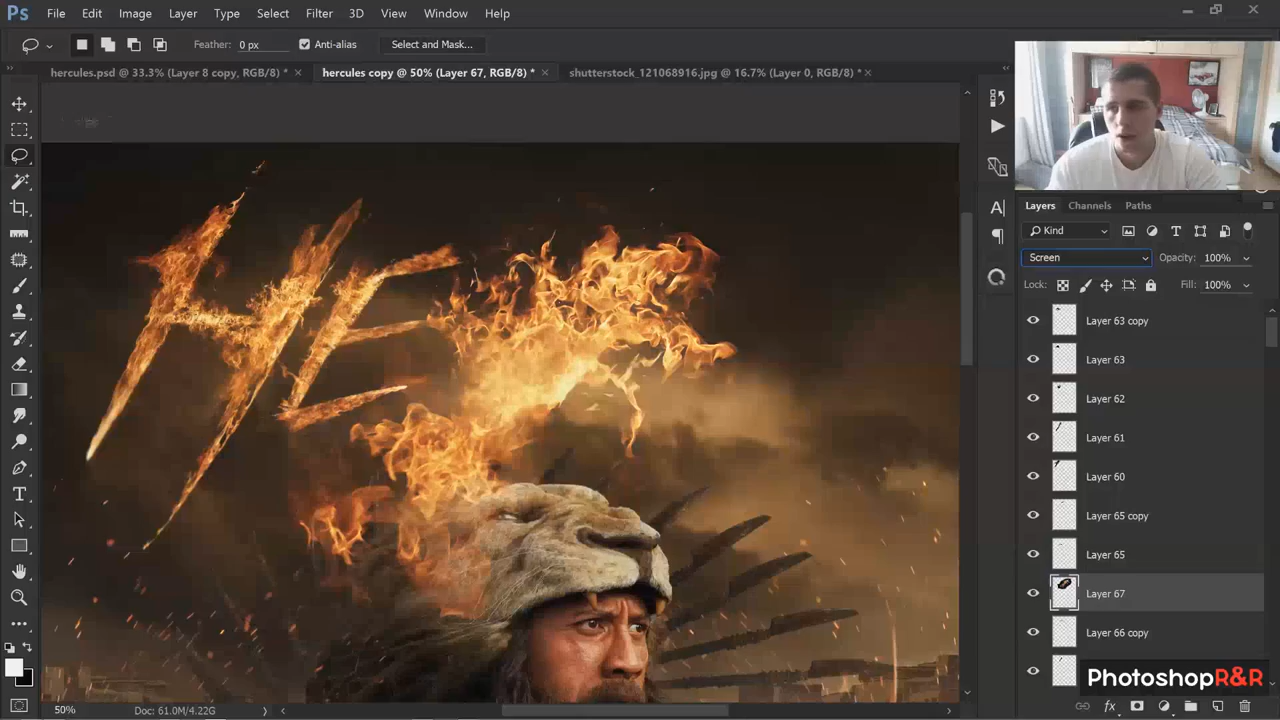 Ps File Edit Image Layer Type Select Filter 3D View Window Help
Feather: 0 px Anti-alias Select and Mask...
hercules.psd @ 33.3% (Layer 8 copy, RGB/8) * × hercules copy @ 50% (Layer 67, RGB/8) * × shutterstock_121068916.jpg @ 16.7% (Layer 0, RGB/8) * ×
HE
Layers Channels Paths
Kind
Screen Opacity: 100%
Lock: Fill: 100%
Layer 63 copy
Layer 63
Layer 62
Layer 61
Layer 60
Layer 65 copy
Layer 65
Layer 67
Layer 66 copy
PhotoshopR&R
50% Doc: 61.0M/4.22G